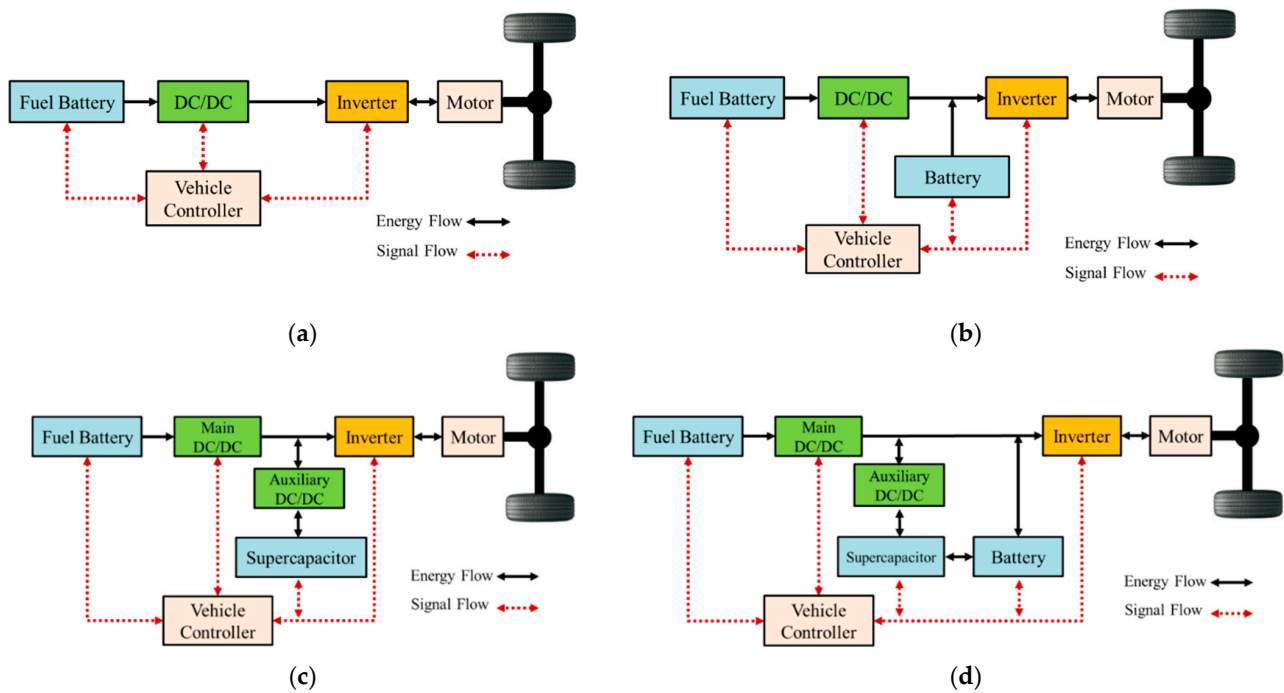 Fuel Battery
DC/DC
Inverter
Motor
Vehicle
Controller
Energy Flow
Signal Flow
(a)
Fuel Battery
DC/DC
Inverter
Motor
Battery
Vehicle
Controller
Energy Flow
Signal Flow
(b)
Fuel Battery
Main
DC/DC
Inverter
Motor
Auxiliary
DC/DC
Supercapacitor
Vehicle
Controller
Energy Flow
Signal Flow
(c)
Fuel Battery
Main
DC/DC
Inverter
Motor
Auxiliary
DC/DC
Supercapacitor
Battery
Vehicle
Controller
Energy Flow
Signal Flow
(d)